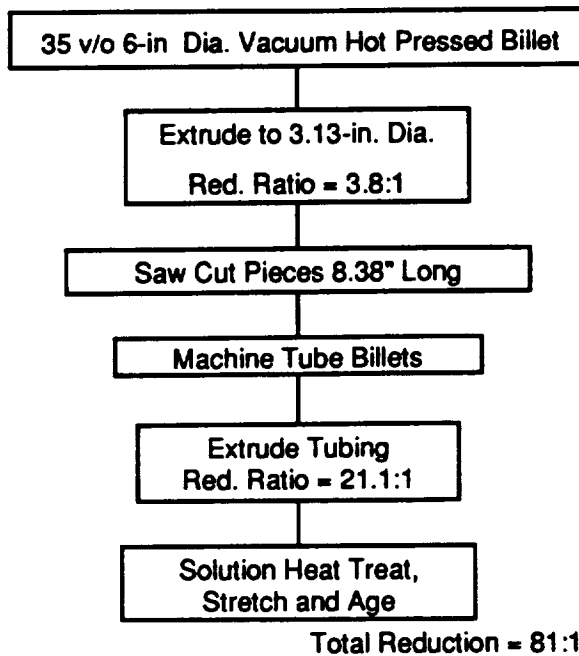 35 v/o 6-in Dia. Vacuum Hot Pressed Billet
Extrude to 3.13-in. Dia.
Red. Ratio = 3.8:1
Saw Cut Pieces 8.38" Long
Machine Tube Billets
Extrude Tubing
Red. Ratio = 21.1:1
Solution Heat Treat,
Stretch and Age
Total Reduction = 81:1